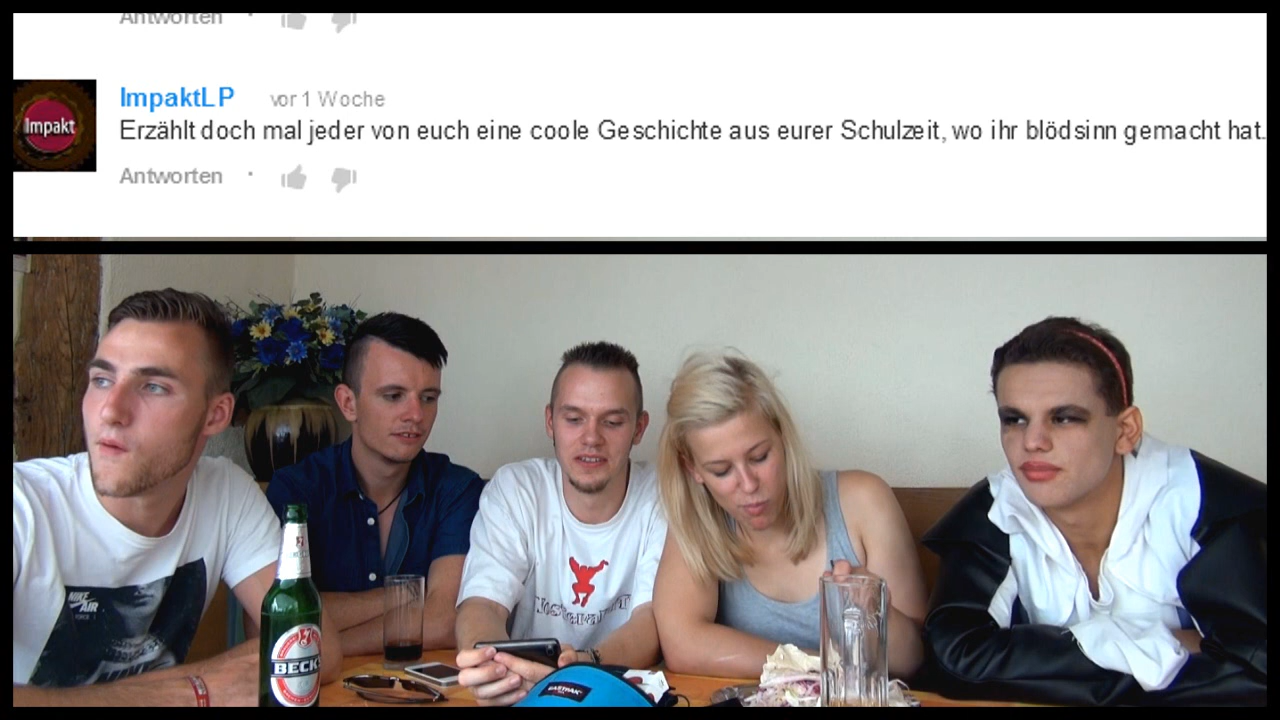 Antworten ·
ImpaktLP vor 1 Woche
Impakt
Erzählt doch mal jeder von euch eine coole Geschichte aus eurer Schulzeit, wo ihr blödsinn gemacht hat.
Antworten ·
NIKE
AIR
BECK'S
EASTPAK